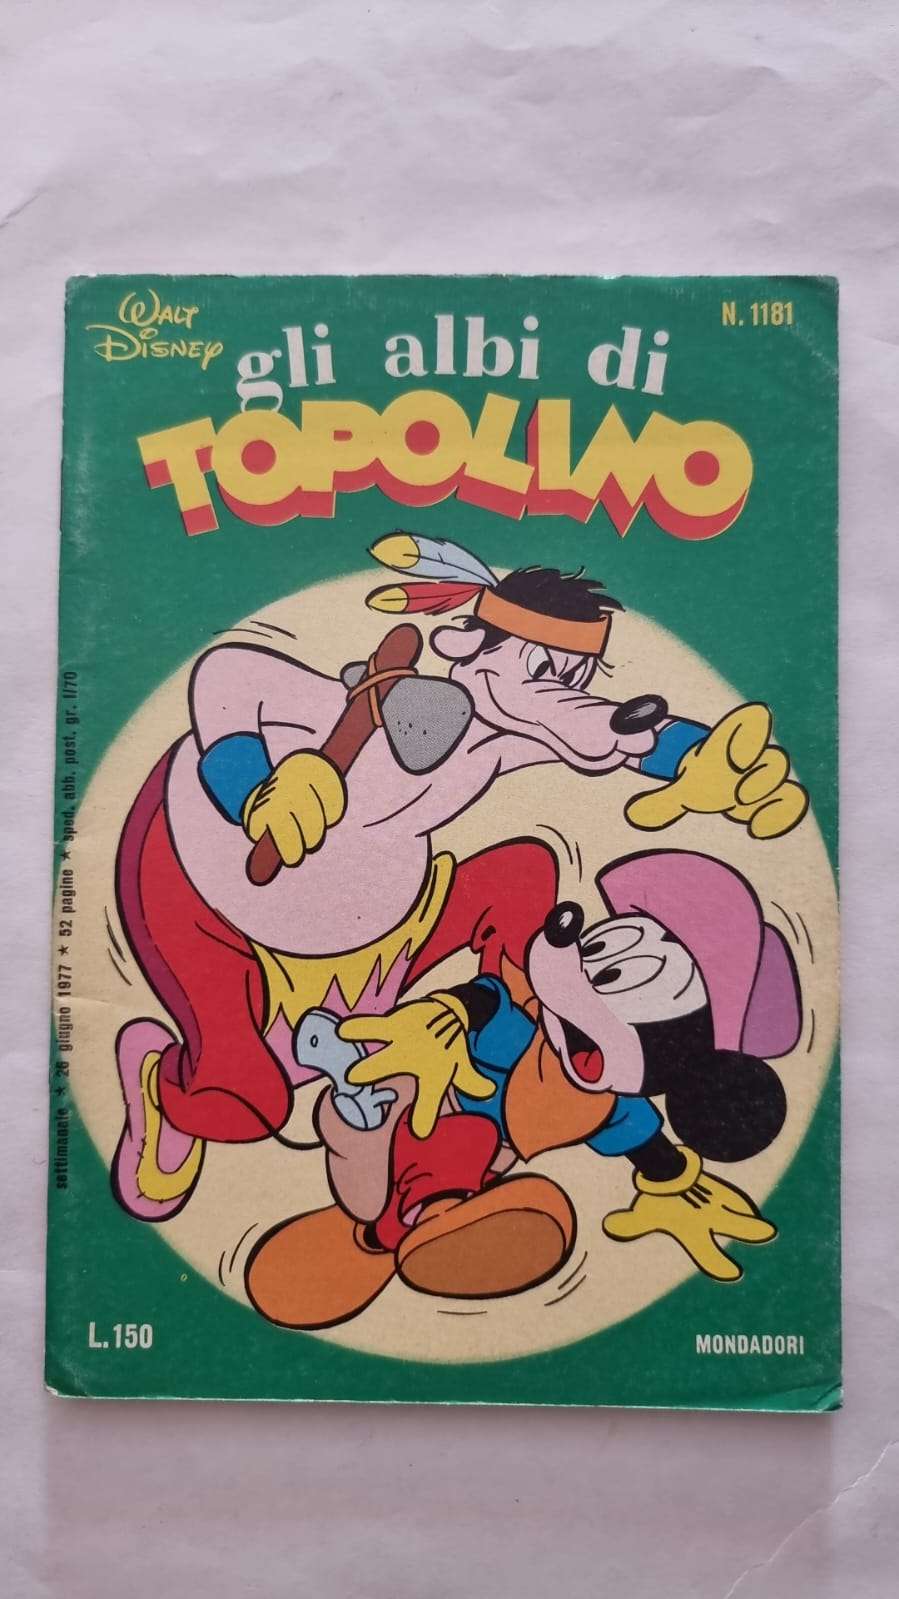 WALT
DISNEY
N. 1181
gli albi di
TOPOLINO
settimanale ★ 26 giugno 1977 ★ 52 pagine ★ sped. abb. post. gr. I/70
L.150
MONDADORI